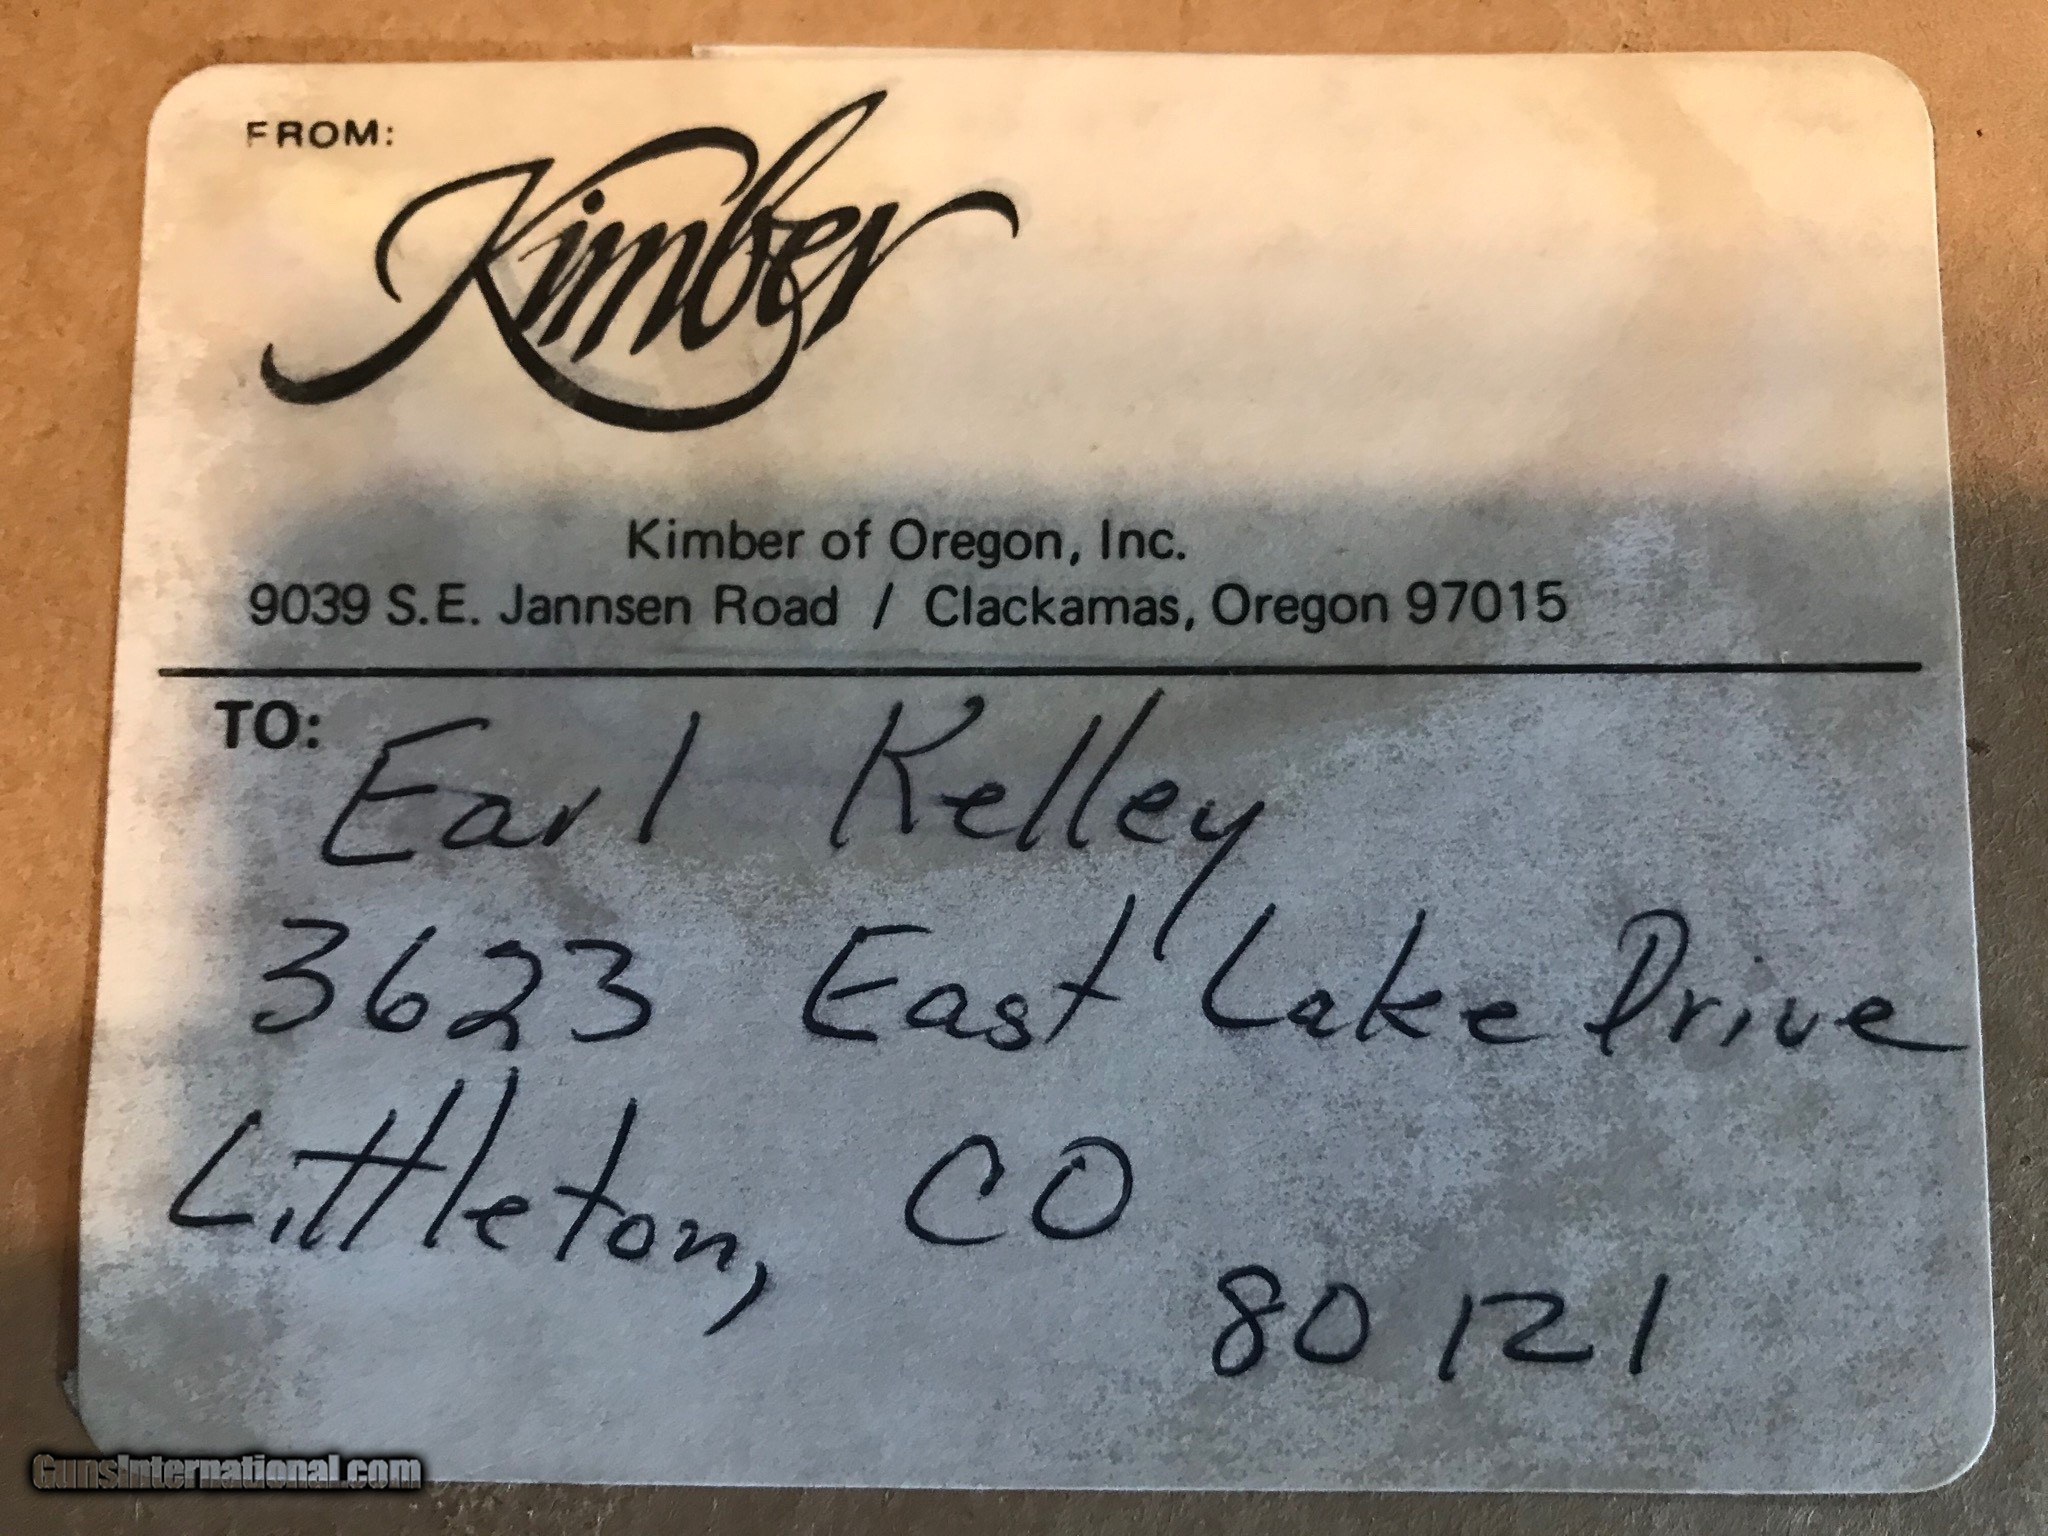 FROM:
Kimber
Kimber of Oregon, Inc.
9039 S.E. Jannsen Road / Clackamas, Oregon 97015
TO: Earl Kelley
3623 East Lake Drive
Littleton, CO
80121
GunsInternational.com